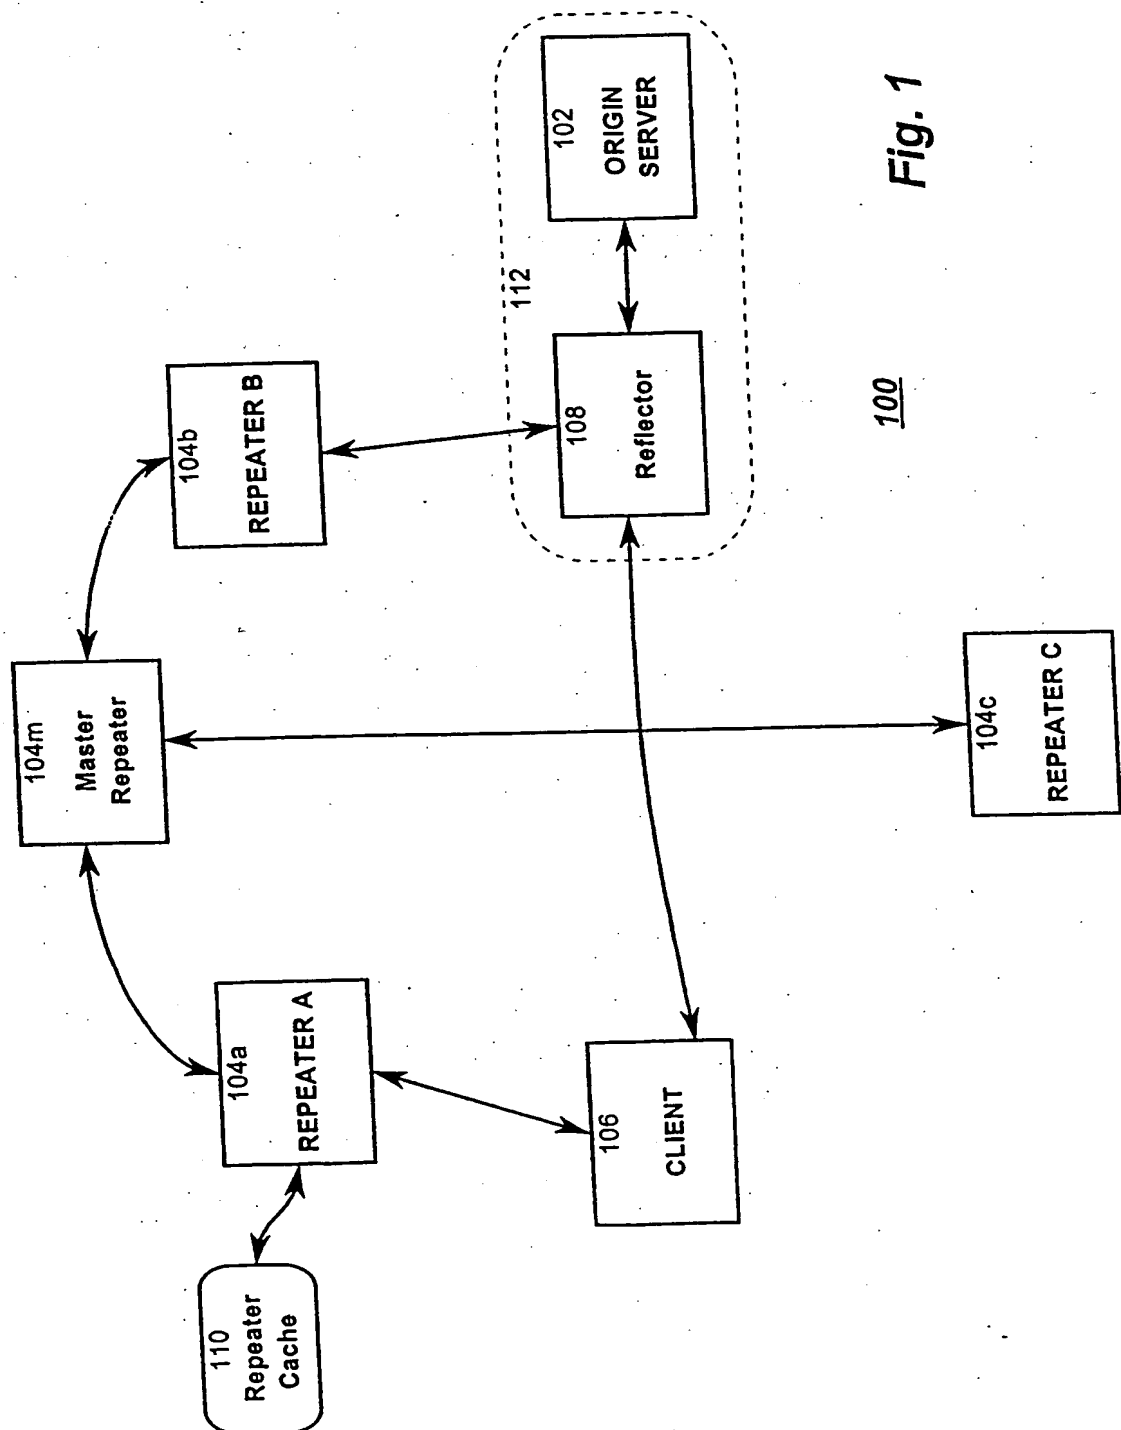 110
Repeater
Cache
104a
REPEATER A
104m
Master
Repeater
104b
REPEATER B
106
CLIENT
108
Reflector
112
102
ORIGIN
SERVER
104c
REPEATER C
100
Fig. 1